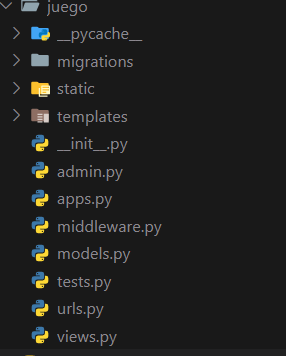 juego
__pycache__
migrations
static
templates
__init__.py
admin.py
apps.py
middleware.py
models.py
tests.py
urls.py
views.py